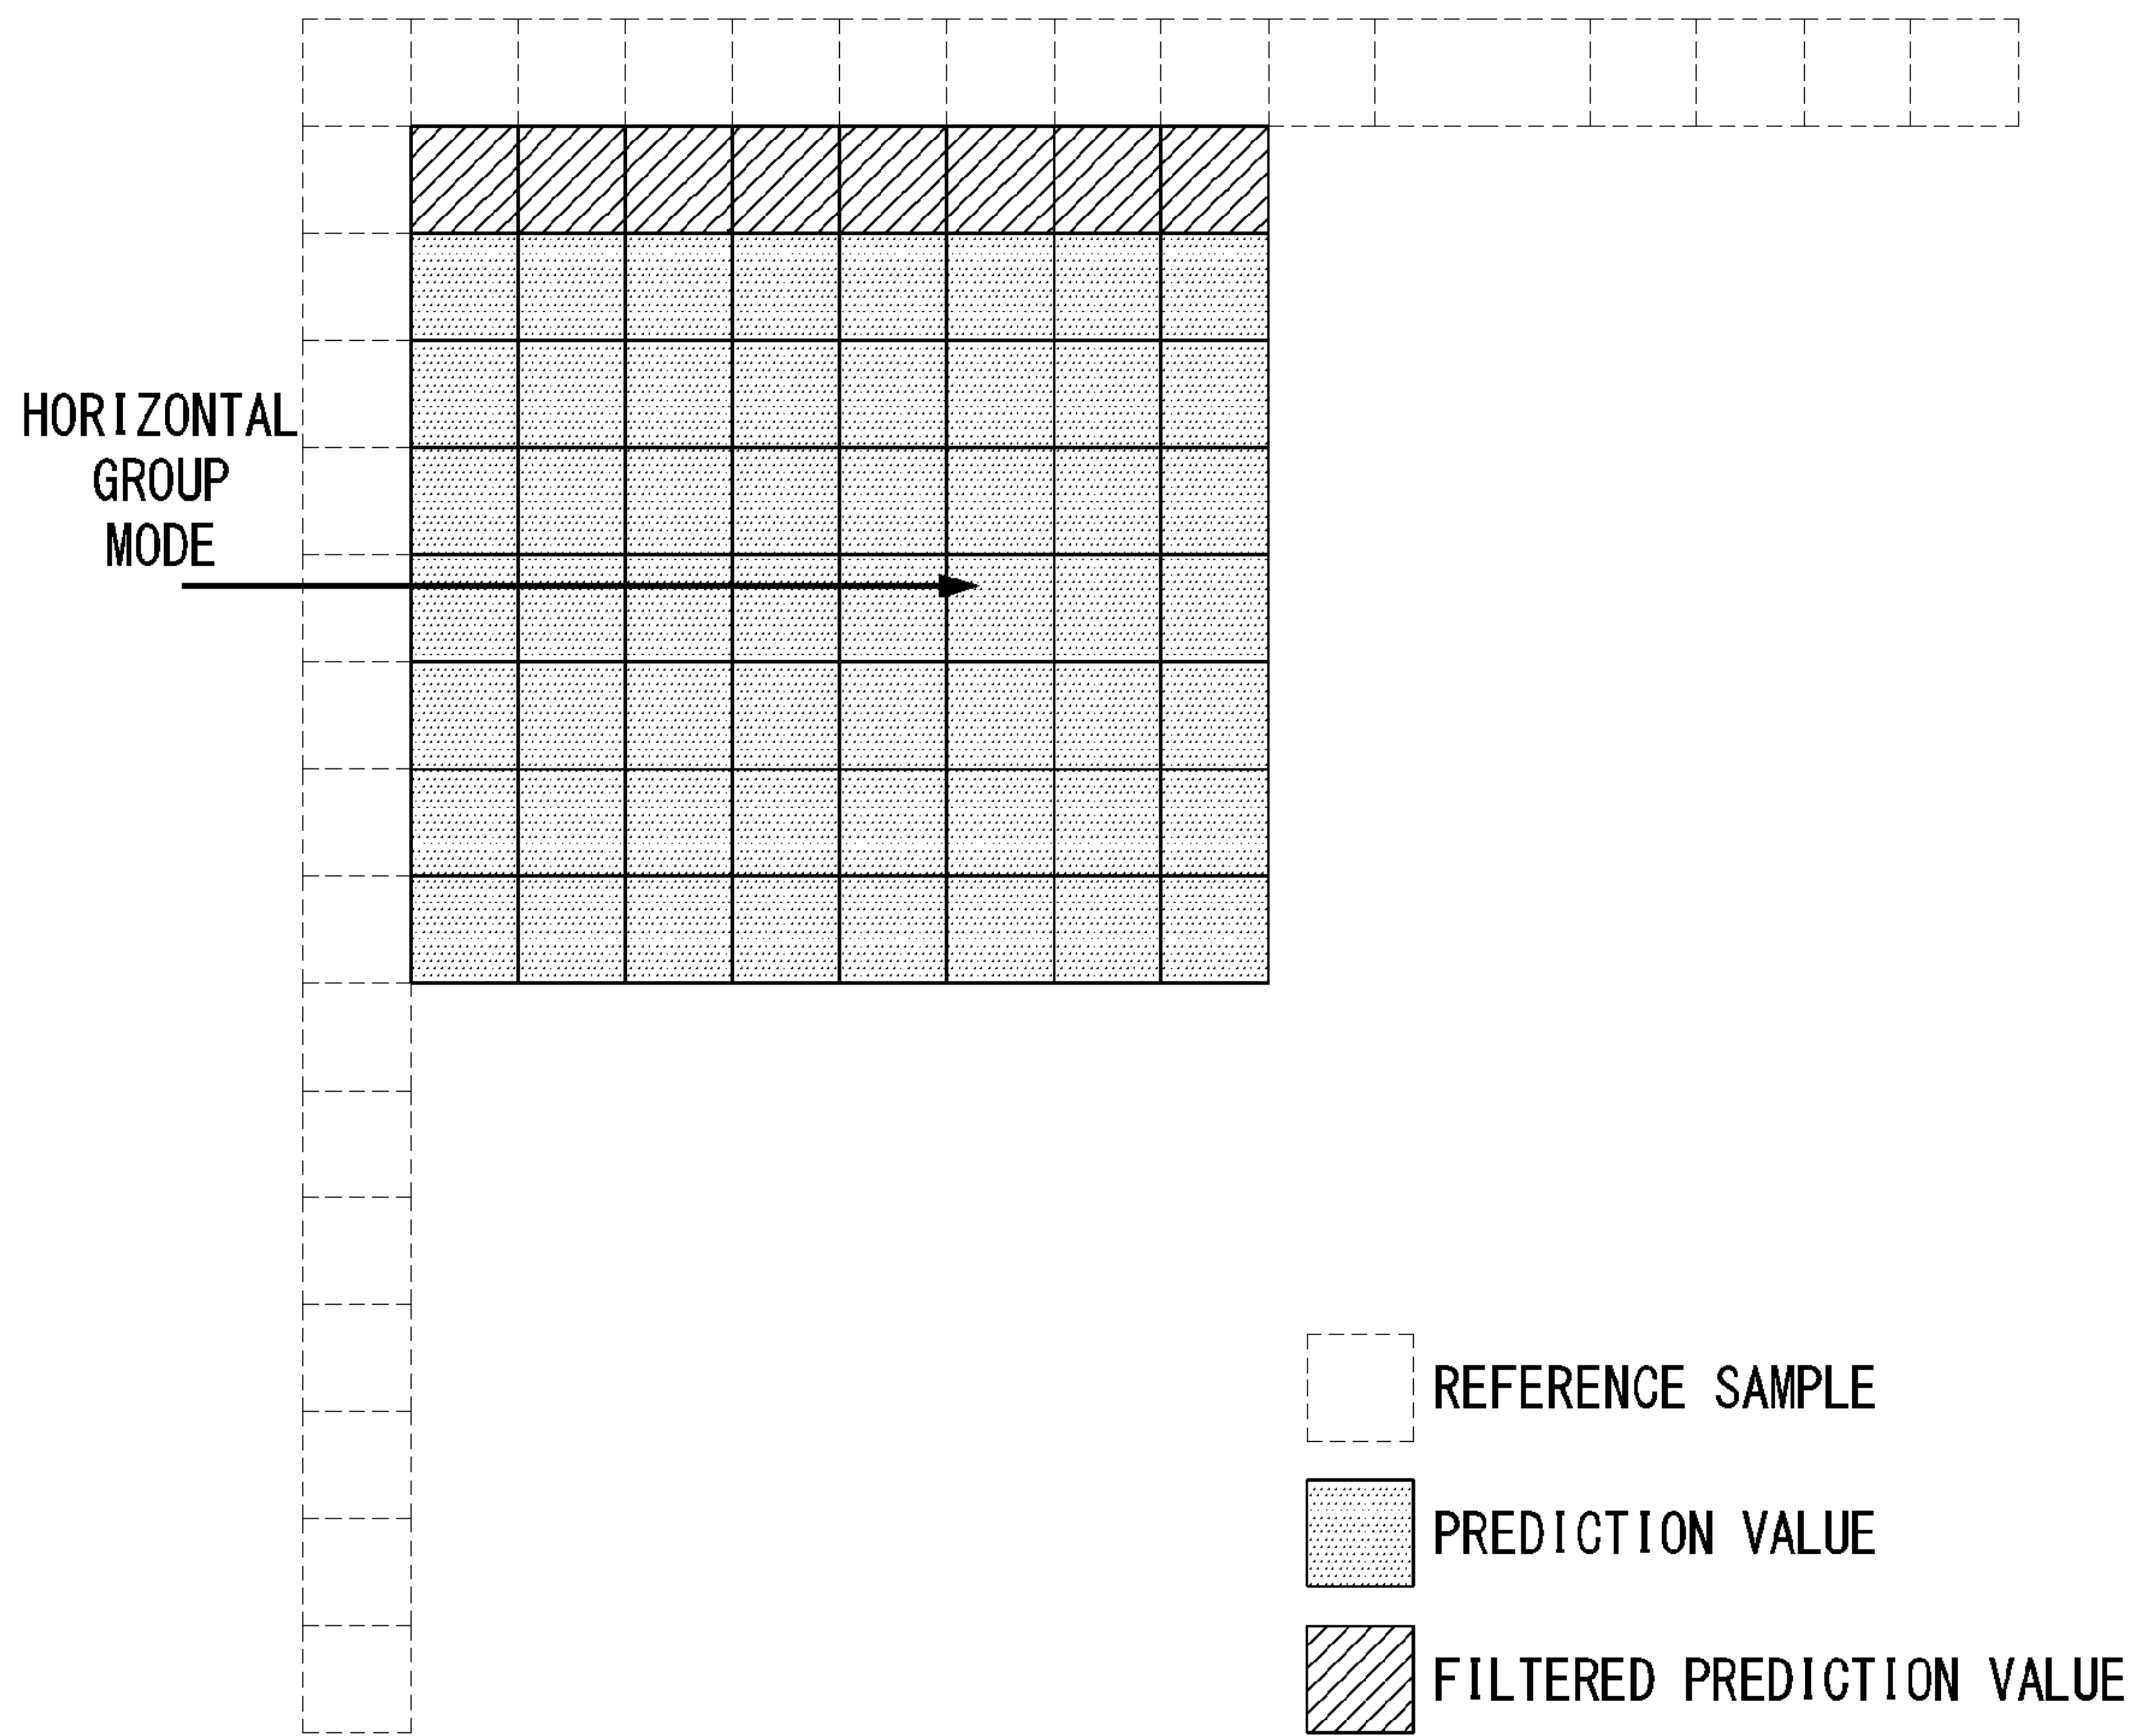 HORIZONTAL
GROUP
MODE
REFERENCE SAMPLE
PREDICTION VALUE
FILTERED PREDICTION VALUE